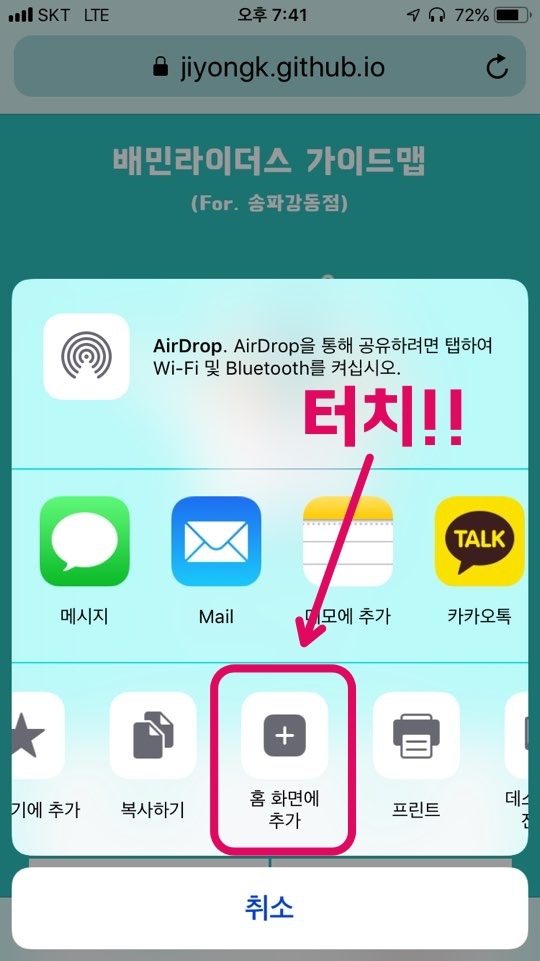 SKT LTE 오후 7:41 72%
jiyongk.github.io
배민라이더스 가이드맵
(For. 송파강동점)
AirDrop. AirDrop을 통해 공유하려면 탭하여
Wi-Fi 및 Bluetooth를 켜십시오.
터치!!
TALK
메시지 Mail 메모에 추가 카카오톡
기에 추가 복사하기 홈 화면에 추가 프린트
취소